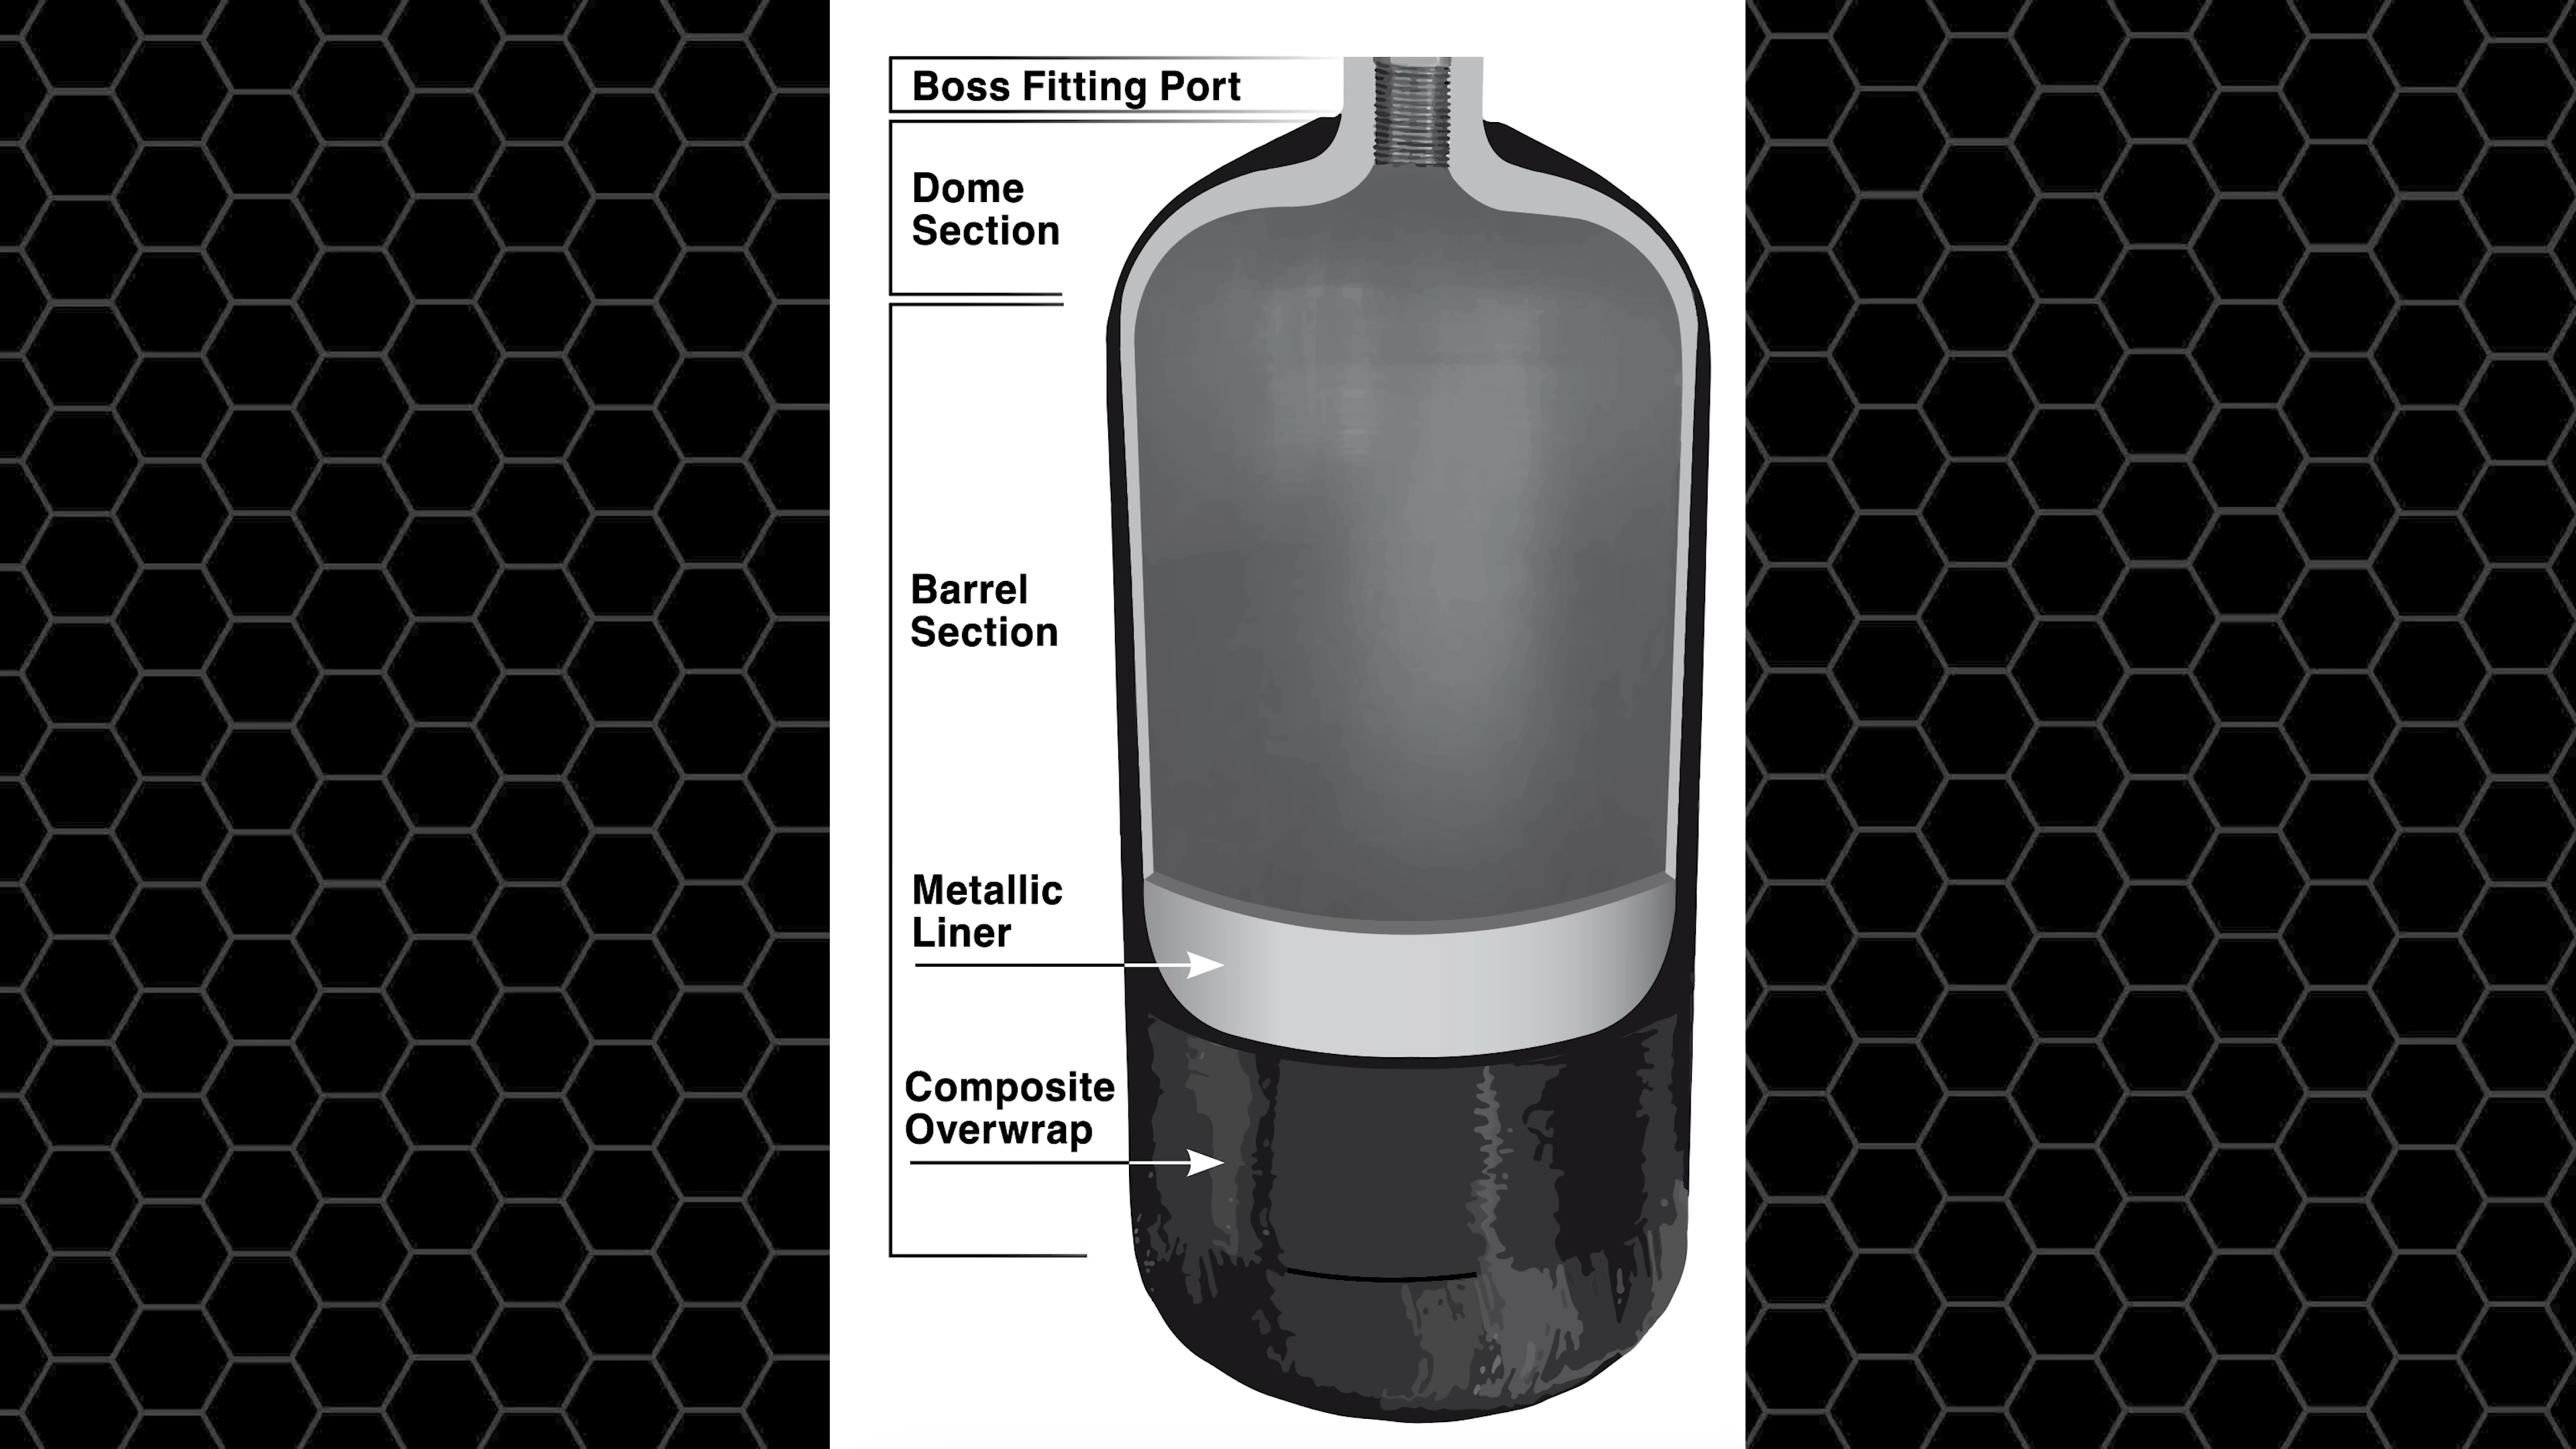 Boss Fitting Port
Dome
Section
Barrel
Section
Metallic
Liner
Composite
Overwrap